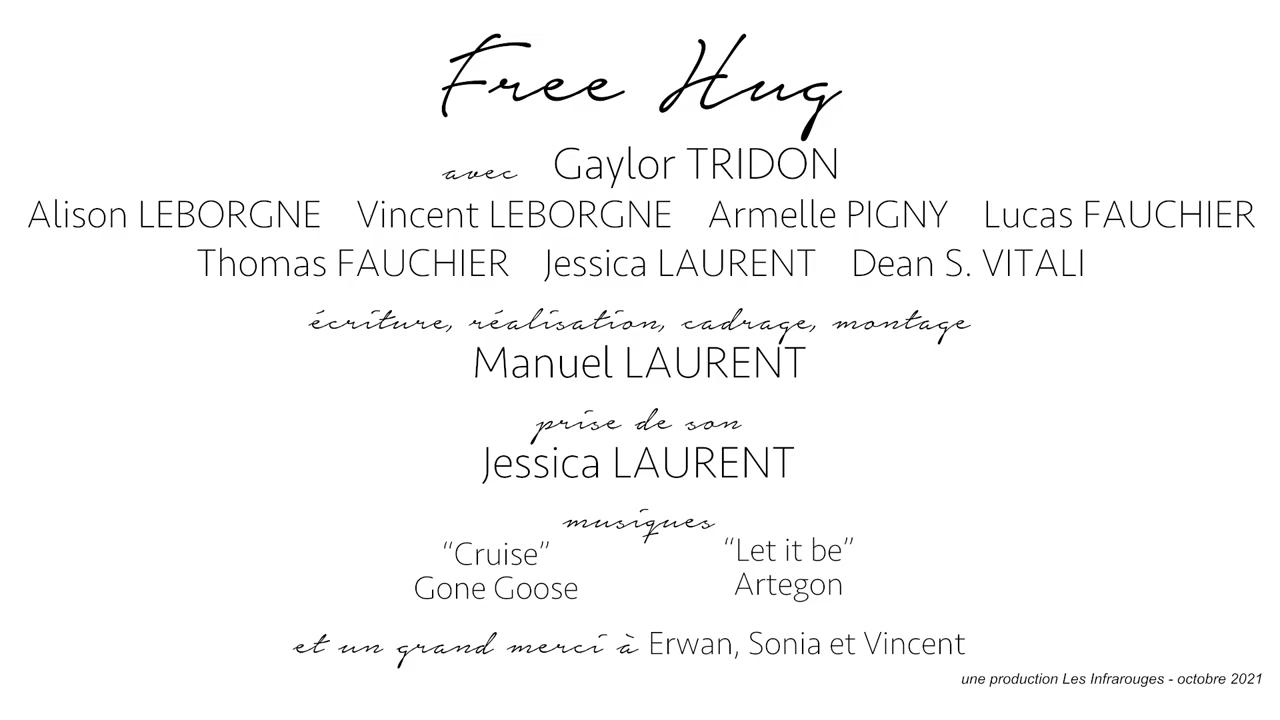 Free Hug
avec Gaylor TRIDON
Alison LEBORGNE Vincent LEBORGNE Armelle PIGNY Lucas FAUCHIER
Thomas FAUCHIER Jessica LAURENT Dean S. VITALI
écriture, réalisation, cadrage, montage
Manuel LAURENT
prise de son
Jessica LAURENT
musiques
“Cruise” “Let it be”
Gone Goose Artegon
et un grand merci à Erwan, Sonia et Vincent
une production Les Infrarouges - octobre 2021